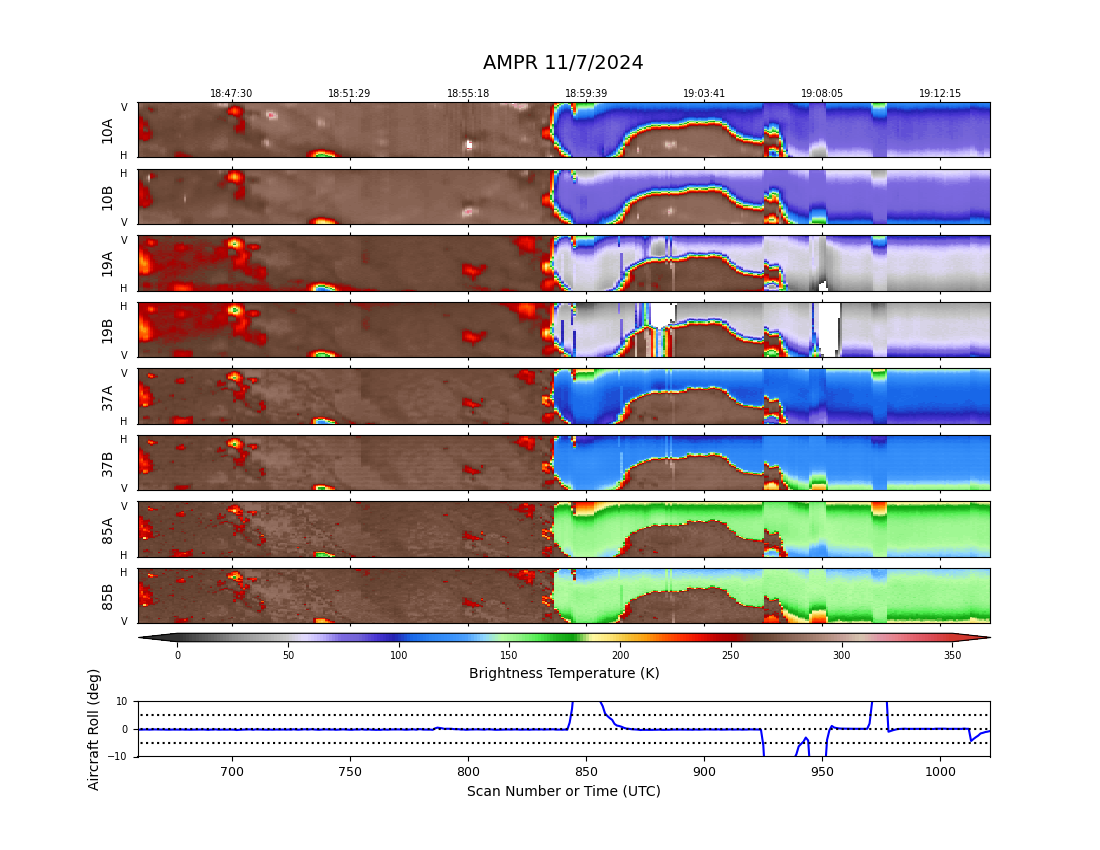 AMPR 11/7/2024
18:47:30 18:51:29 18:55:18 18:59:39 19:03:41 19:08:05 19:12:15
V
10A
H
H
10B
V
V
19A
H
H
19B
V
V
37A
H
H
37B
V
V
85A
H
H
85B
V
0 50 100 150 200 250 300 350
Brightness Temperature (K)
Aircraft Roll (deg)
10
0
−10
700 750 800 850 900 950 1000
Scan Number or Time (UTC)